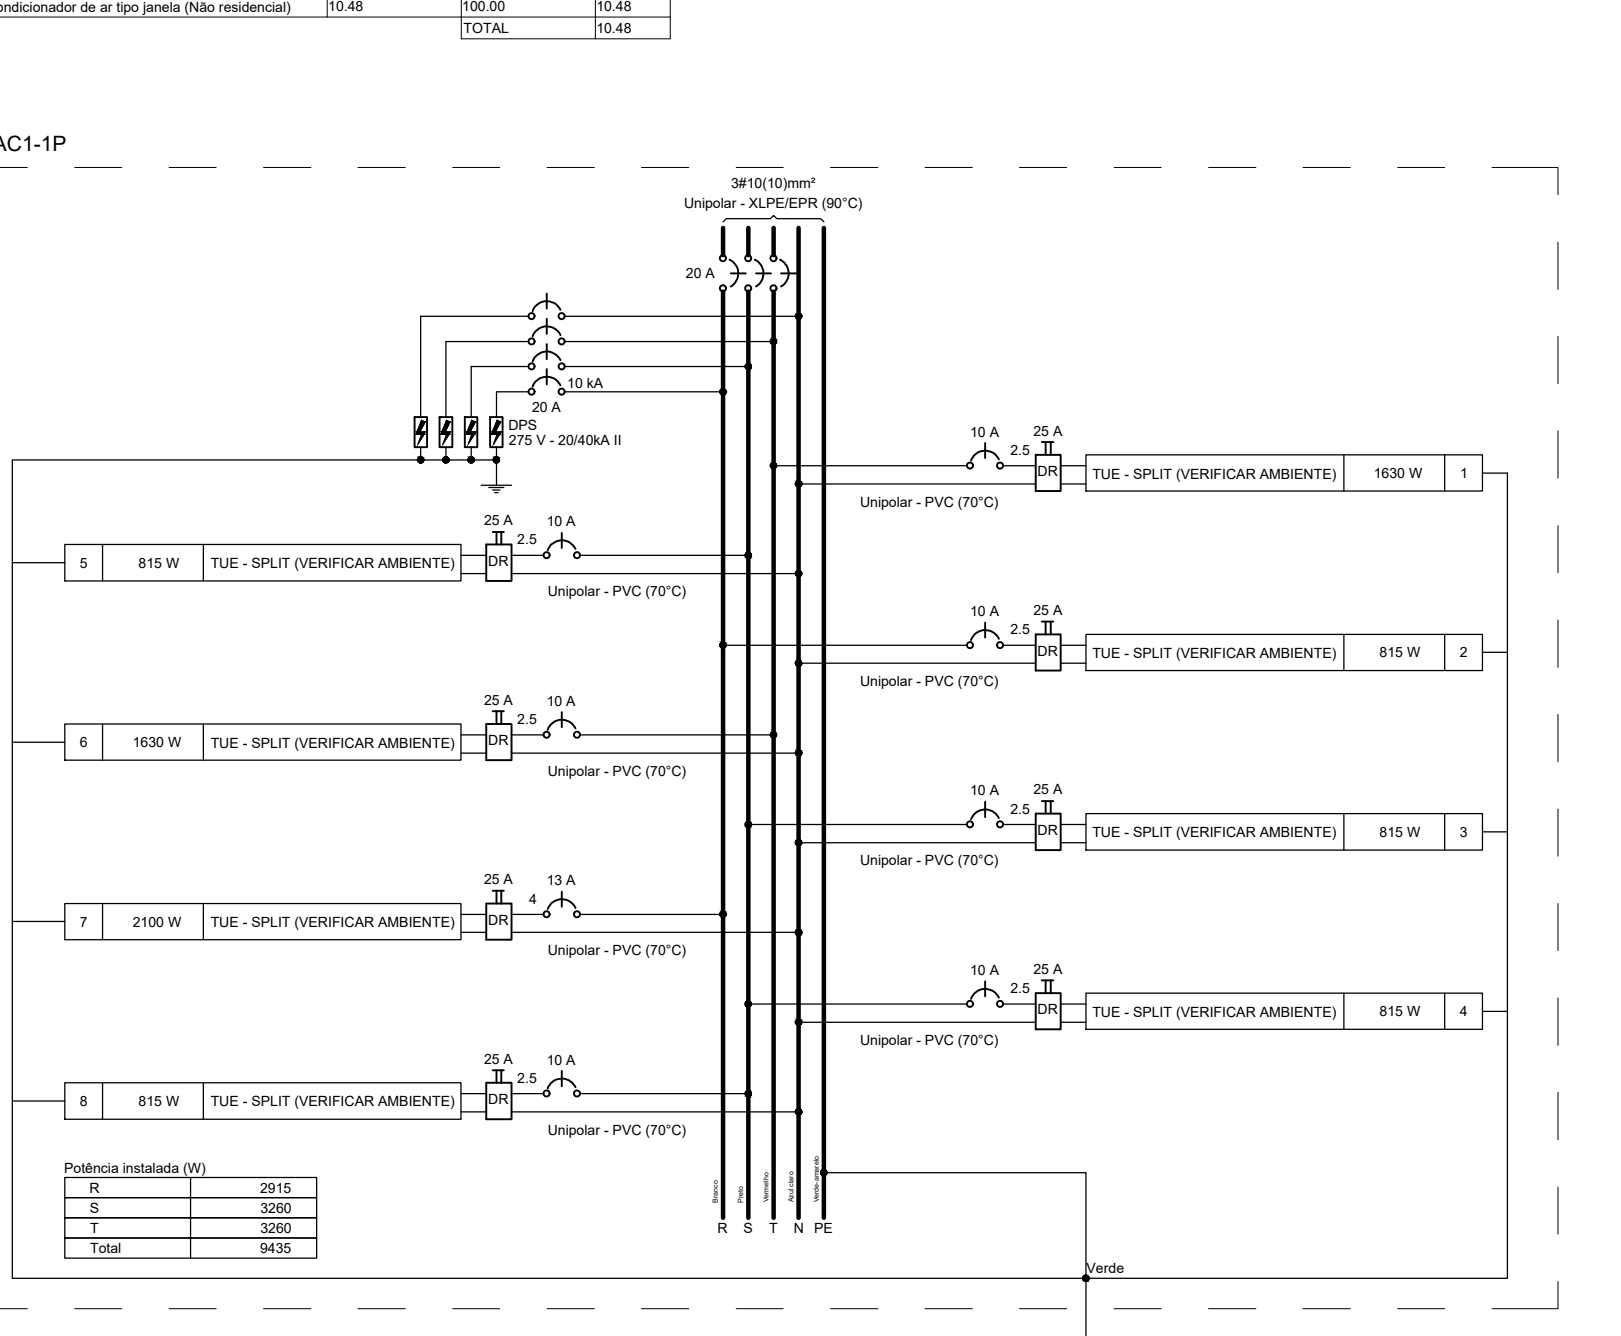 ondicionador de ar tipo janela (Não residencial) 10.48 100.00 10.48
TOTAL 10.48
AC1-1P
3#10(10)mm²
Unipolar - XLPE/EPR (90°C)
20 A
10 kA
20 A
DPS
275 V - 20/40kA II
10 A 25 A
2.5
DR
TUE - SPLIT (VERIFICAR AMBIENTE) 1630 W 1
Unipolar - PVC (70°C)
25 A 10 A
2.5
5 815 W TUE - SPLIT (VERIFICAR AMBIENTE) DR
Unipolar - PVC (70°C)
10 A 25 A
2.5
DR
TUE - SPLIT (VERIFICAR AMBIENTE) 815 W 2
Unipolar - PVC (70°C)
25 A 10 A
2.5
6 1630 W TUE - SPLIT (VERIFICAR AMBIENTE) DR
Unipolar - PVC (70°C)
10 A 25 A
2.5
DR
TUE - SPLIT (VERIFICAR AMBIENTE) 815 W 3
Unipolar - PVC (70°C)
25 A 13 A
4
7 2100 W TUE - SPLIT (VERIFICAR AMBIENTE) DR
Unipolar - PVC (70°C)
10 A 25 A
2.5
DR
TUE - SPLIT (VERIFICAR AMBIENTE) 815 W 4
Unipolar - PVC (70°C)
25 A 10 A
2.5
8 815 W TUE - SPLIT (VERIFICAR AMBIENTE) DR
Unipolar - PVC (70°C)
Potência instalada (W)
R 2915
S 3260
T 3260
Total 9435
Branco
Preto
Vermelho
Azul claro
Verde-amarelo
R S T N PE
Verde